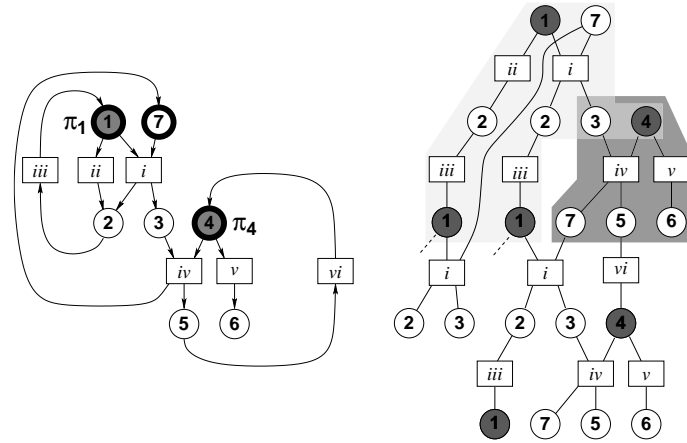 1 7
1 7
π1
ii i
2 2 3 4
iii ii i
iii iii iv v
2 3 4 π4
1 1 7 5 6
iv v vi
i i vi
5 6
2 3 2 3 4
iii iv v
1 7 5 6